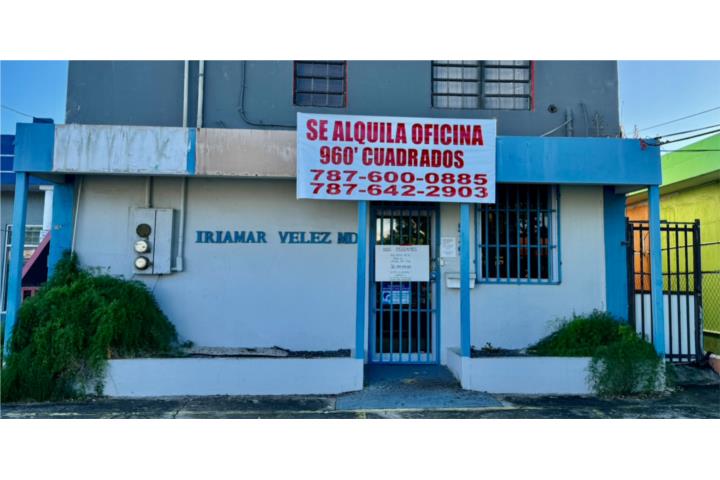 SE ALQUILA OFICINA
960' CUADRADOS
787-600-0885
787-642-2903
IRIAMAR VELEZ MD